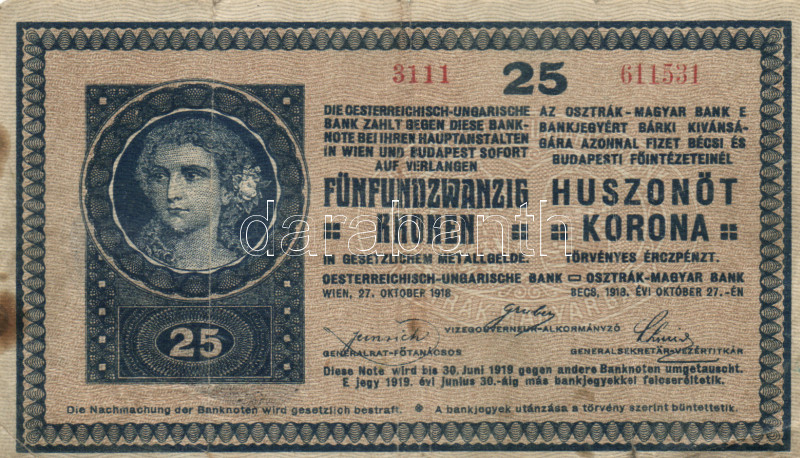 3111 25 611531
DIE OESTERREICHISCH-UNGARISCHE
BANK ZAHLT GEGEN DIESE BANK-
NOTE BEI IHREN HAUPTANSTALTEN
IN WIEN UND BUDAPEST SOFORT
AUF VERLANGEN
FÜNFUNDZWANZIG
KRONEN
IN GESETZLICHEM METALLGELDE
OESTERREICHISCH-UNGARISCHE BANK
WIEN, 27. OKTOBER 1918
AZ OSZTRÁK-MAGYAR BANK E
BANKJEGYÉRT BÁRKI KIVÁNSÁ-
GÁRA AZONNAL FIZET BÉCSI ÉS
BUDAPESTI FŐINTÉZETEINÉL
HUSZONÖT
KORONA
TÖRVÉNYES ÉRCZPÉNZT.
OSZTRÁK-MAGYAR BANK
BÉCS, 1918. ÉVI OKTÓBER 27.-ÉN
darabanth
25
VIZEGOUVERNEUR-ALKORMÁNYZÓ
GENERALRAT-FŐTANÁCSOS
GENERALSEKRETÄR-VEZÉRTITKÁR
Diese Note wird bis 30. Juni 1919 gegen andere Banknoten umgetauscht.
E jegy 1919. évi junius 30.-áig más bankjegyekkel felcseréltetik.
Die Nachmachung der Banknoten wird gesetzlich bestraft. A bankjegyek utánzása a törvény szerint büntettetik.